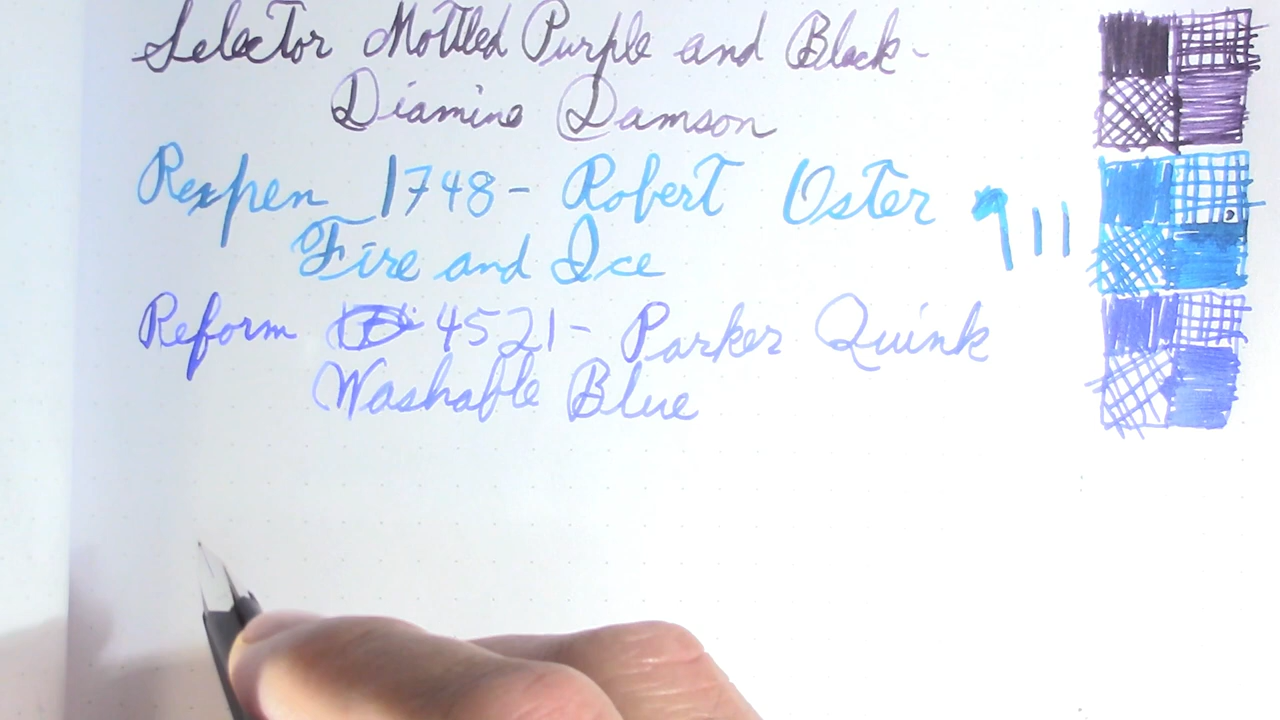 Selector Mottled Purple and Black-
Diamine Damson
Rexpen 1748- Robert Oster
Fire and Ice
Reform 4521- Parker Quink
Washable Blue